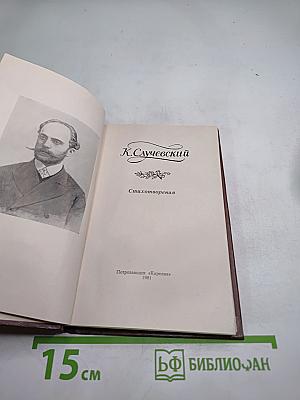 К. Случевский
Стихотворения
Петрозаводск «Карелия»
1981
15 см
БФ БИБЛИОФАН